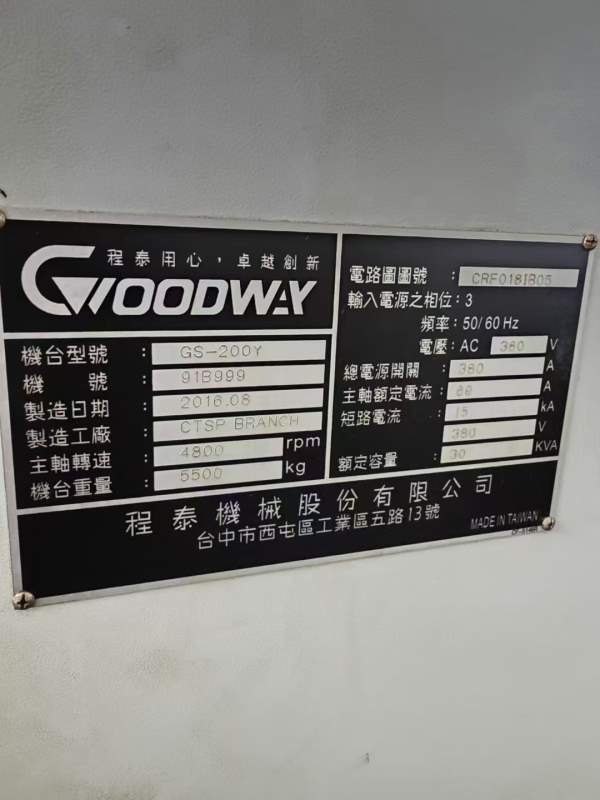 程泰用心，卓越創新
GOODWAY
機台型號 : GS-200Y
機 號 : 91B999
製造日期 : 2016.08
製造工廠 : CTSP BRANCH
主軸轉速 : 4800 rpm
機台重量 : 5500 kg
電路圖圖號 : CRF018IB05
輸入電源之相位：3
頻率：50/60 Hz
電壓：AC 380 V
總電源開關 : 380 A
主軸額定電流 : A
短路電流 : 15 kA
380 V
額定容量 : 30 KVA
程泰機械股份有限公司
台中市西屯區工業區五路13號
MADE IN TAIWAN